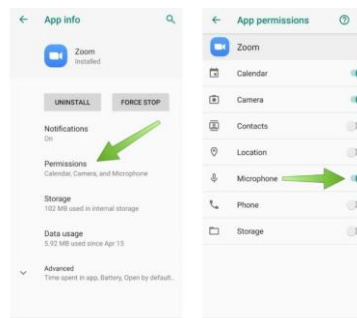 App info
Zoom
Installed
UNINSTALL
FORCE STOP
Notifications
On
Permissions
Calendar, Camera, and Microphone
Storage
102 MB used in internal storage
Data usage
5.92 MB used since Apr 15
Advanced
Time spent in app, Battery, Open by default..
App permissions
Zoom
Calendar
Camera
Contacts
Location
Microphone
Phone
Storage